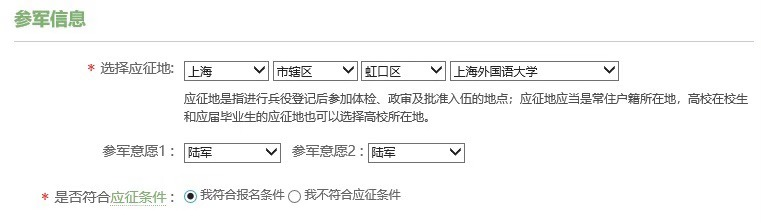 参军信息
* 选择应征地: 上海 市辖区 虹口区 上海外国语大学
应征地是指进行兵役登记后参加体检、政审及批准入伍的地点；应征地应当是常住户籍所在地，高校在校生
和应届毕业生的应征地也可以选择高校所在地。
参军意愿1： 陆军 参军意愿2： 陆军
* 是否符合应征条件： 我符合报名条件 我不符合应征条件